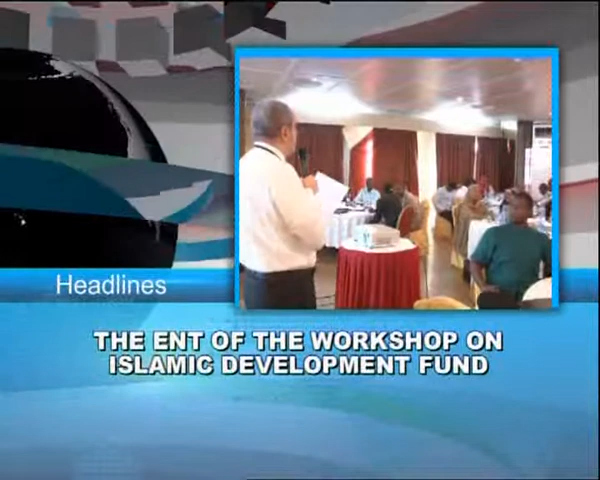 Headlines
THE ENT OF THE WORKSHOP ON
ISLAMIC DEVELOPMENT FUND